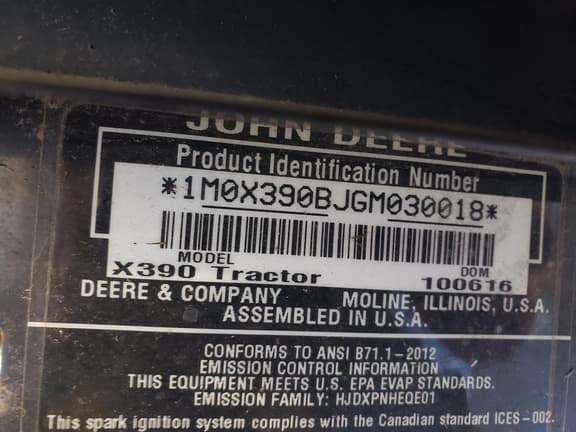 JOHN DEERE
Product Identification Number
*1M0X390BJGM030018*
MODEL DOM
X390 Tractor 100616
DEERE & COMPANY MOLINE, ILLINOIS, U.S.A.
ASSEMBLED IN U.S.A.
CONFORMS TO ANSI B71.1-2012
EMISSION CONTROL INFORMATION
THIS EQUIPMENT MEETS U.S. EPA EVAP STANDARDS.
EMISSION FAMILY: HJDXPNHEQE01
This spark ignition system complies with the Canadian standard ICES-002.